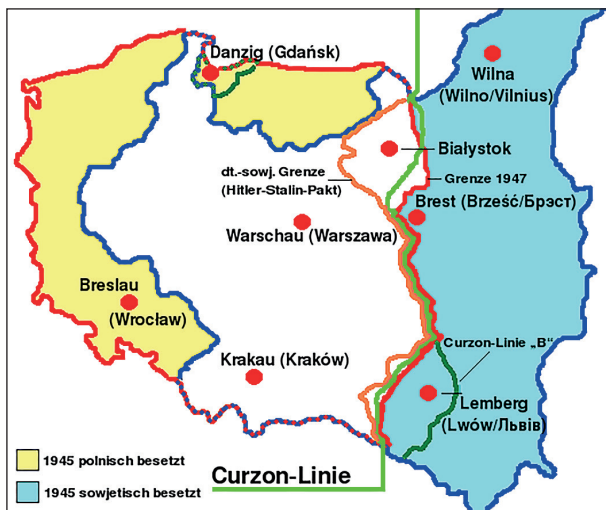 Danzig (Gdańsk)
Wilna
(Wilno/Vilnius)
Białystok
dt.-sowj. Grenze
(Hitler-Stalin-Pakt)
Grenze 1947
Brest (Brześć/Брэст)
Warschau (Warszawa)
Breslau
(Wrocław)
Curzon-Linie „B“
Krakau (Kraków)
Lemberg
(Lwów/Львів)
1945 polnisch besetzt
Curzon-Linie
1945 sowjetisch besetzt